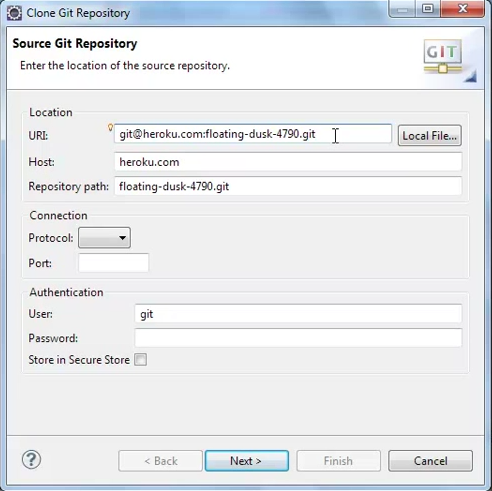 Clone Git Repository
Source Git Repository
Enter the location of the source repository.
GIT
Location
URI: git@heroku.com:floating-dusk-4790.git Local File...
Host: heroku.com
Repository path: floating-dusk-4790.git
Connection
Protocol:
Port:
Authentication
User: git
Password:
Store in Secure Store
? < Back Next > Finish Cancel